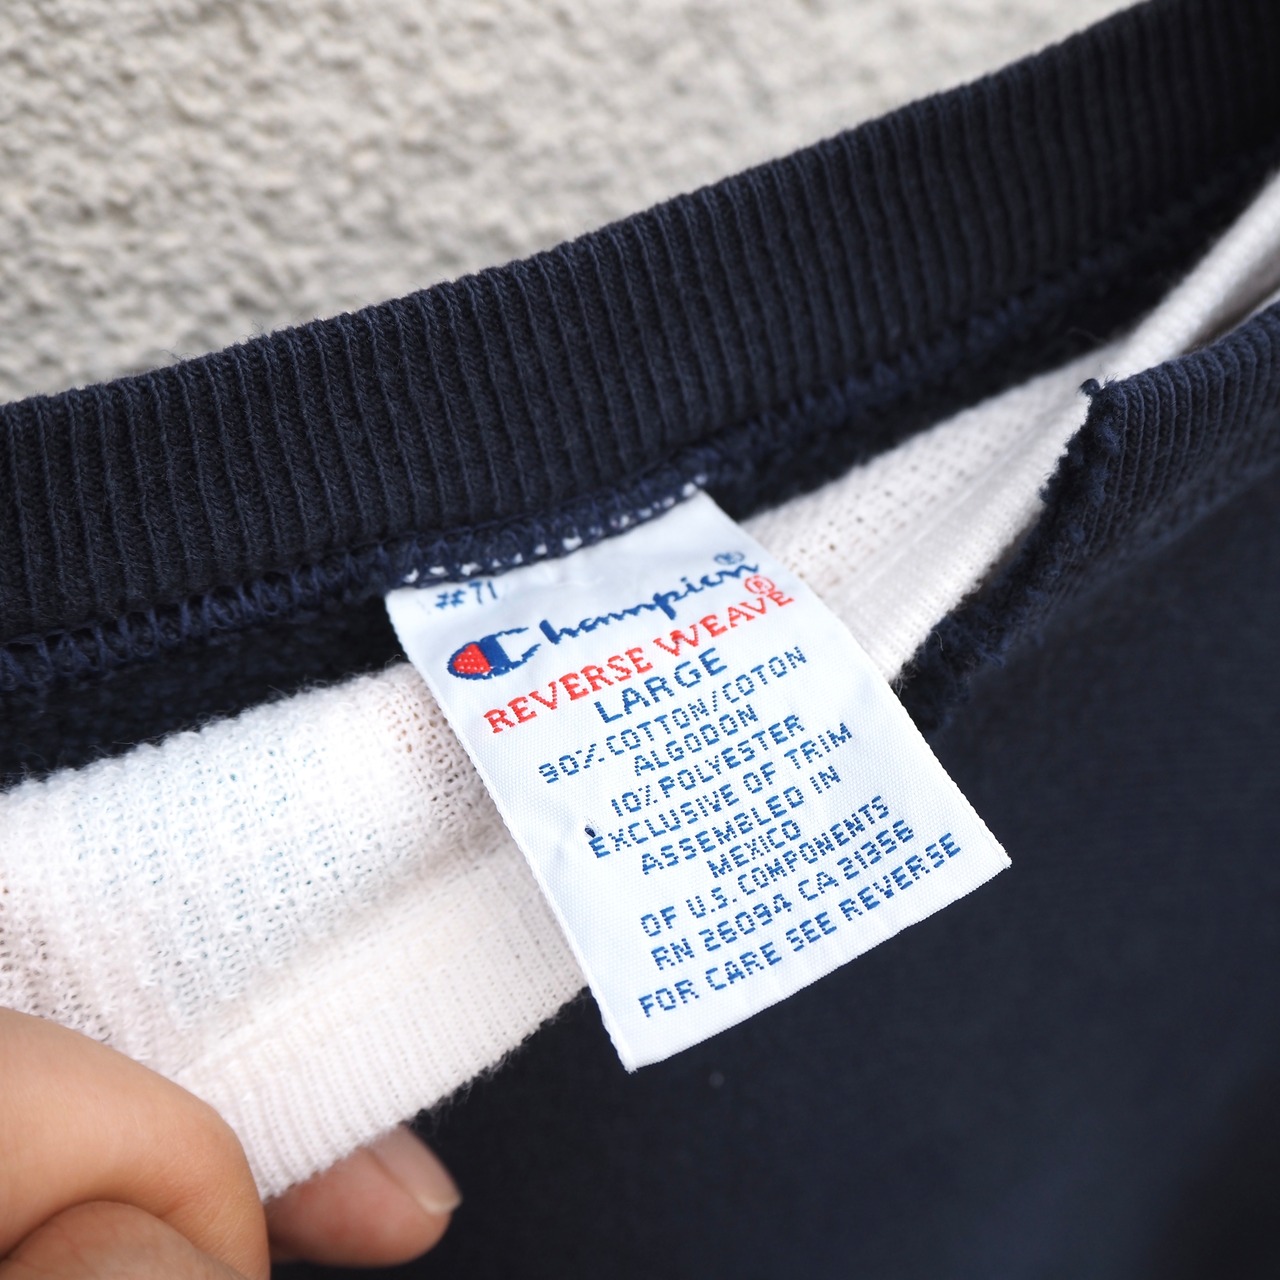 #71
Champion®
REVERSE WEAVE®
LARGE
90% COTTON/COTON
ALGODON
10% POLYESTER
EXCLUSIVE OF TRIM
ASSEMBLED IN
MEXICO
OF U.S. COMPONENTS
RN 26094 CA 21356
FOR CARE SEE REVERSE